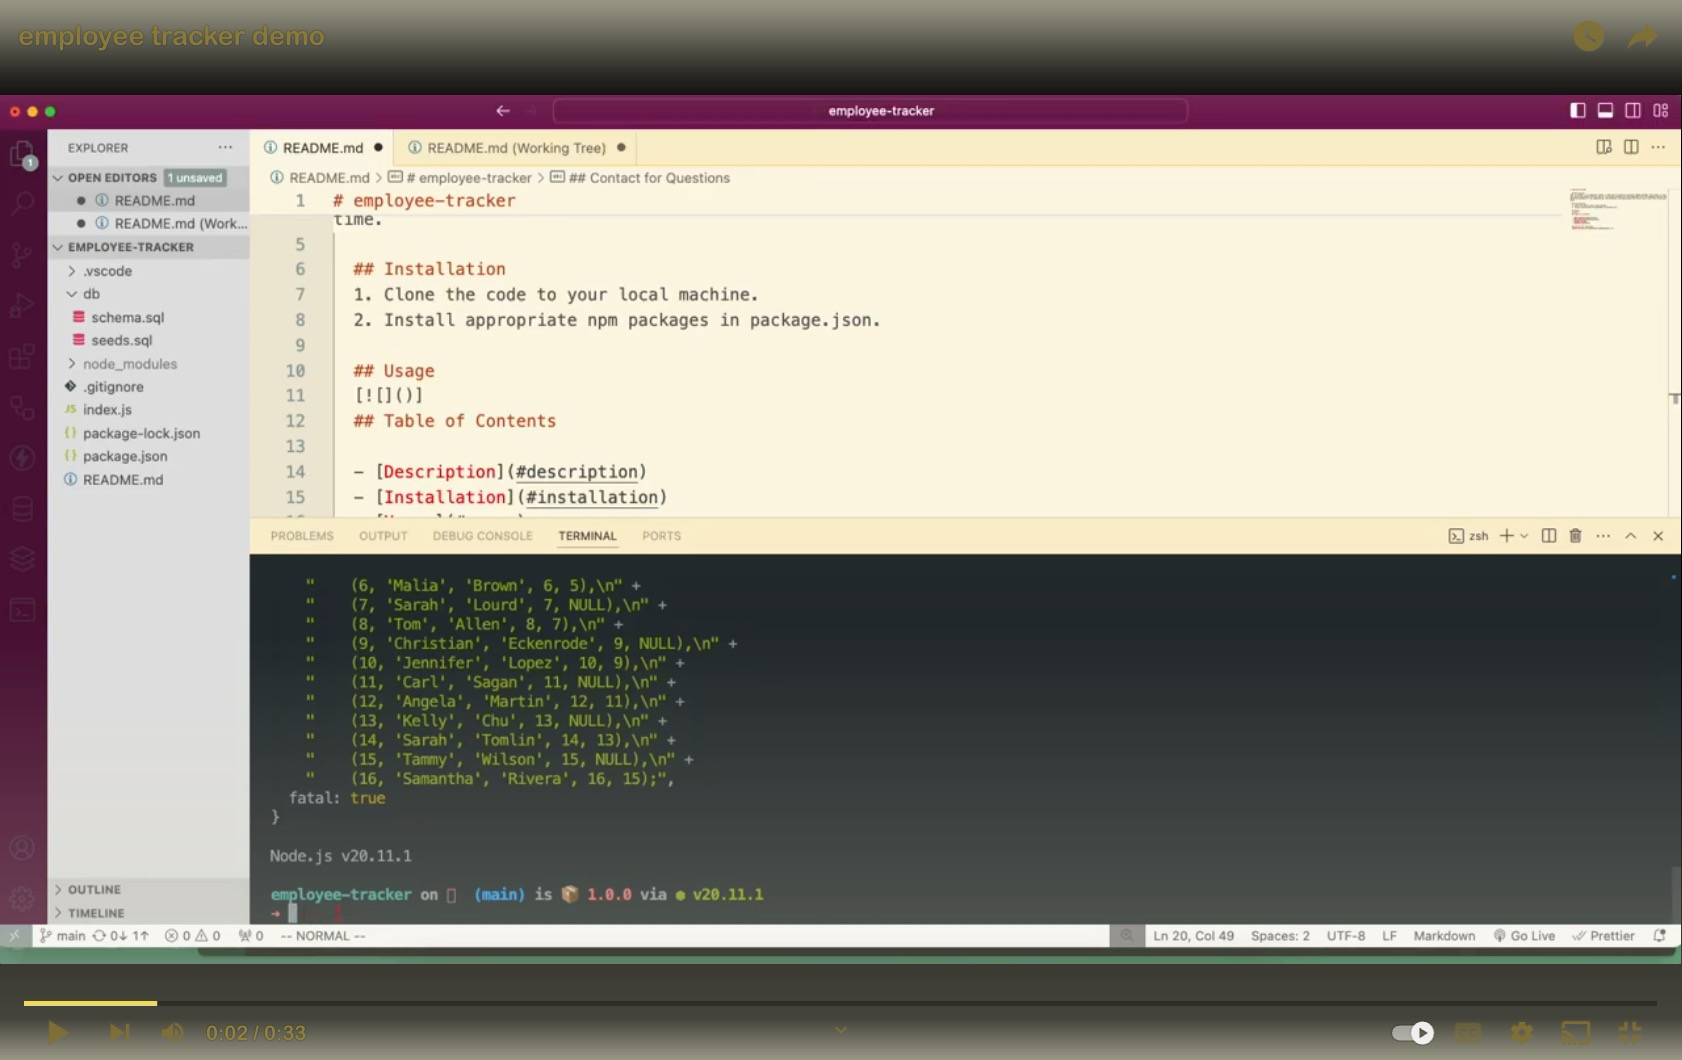 employee tracker demo
employee-tracker
EXPLORER
README.md
README.md (Working Tree)
1
OPEN EDITORS 1 unsaved
README.md > # employee-tracker > ## Contact for Questions
README.md
README.md (Work...
EMPLOYEE-TRACKER
.vscode
db
schema.sql
seeds.sql
node_modules
.gitignore
index.js
package-lock.json
package.json
README.md
OUTLINE
TIMELINE
1 # employee-tracker
time.
5
6 ## Installation
7 1. Clone the code to your local machine.
8 2. Install appropriate npm packages in package.json.
9
10 ## Usage
11 [![]()]
12 ## Table of Contents
13
14 - [Description](#description)
15 - [Installation](#installation)
PROBLEMS OUTPUT DEBUG CONSOLE TERMINAL PORTS zsh
" (6, 'Malia', 'Brown', 6, 5),\n" +
" (7, 'Sarah', 'Lourd', 7, NULL),\n" +
" (8, 'Tom', 'Allen', 8, 7),\n" +
" (9, 'Christian', 'Eckenrode', 9, NULL),\n" +
" (10, 'Jennifer', 'Lopez', 10, 9),\n" +
" (11, 'Carl', 'Sagan', 11, NULL),\n" +
" (12, 'Angela', 'Martin', 12, 11),\n" +
" (13, 'Kelly', 'Chu', 13, NULL),\n" +
" (14, 'Sarah', 'Tomlin', 14, 13),\n" +
" (15, 'Tammy', 'Wilson', 15, NULL),\n" +
" (16, 'Samantha', 'Rivera', 16, 15);",
fatal: true
}
Node.js v20.11.1
employee-tracker on (main) is 📦 1.0.0 via ● v20.11.1
→
main 0↓ 1↑ 0 0 0 -- NORMAL -- Ln 20, Col 49 Spaces: 2 UTF-8 LF Markdown Go Live Prettier
0:02 / 0:33